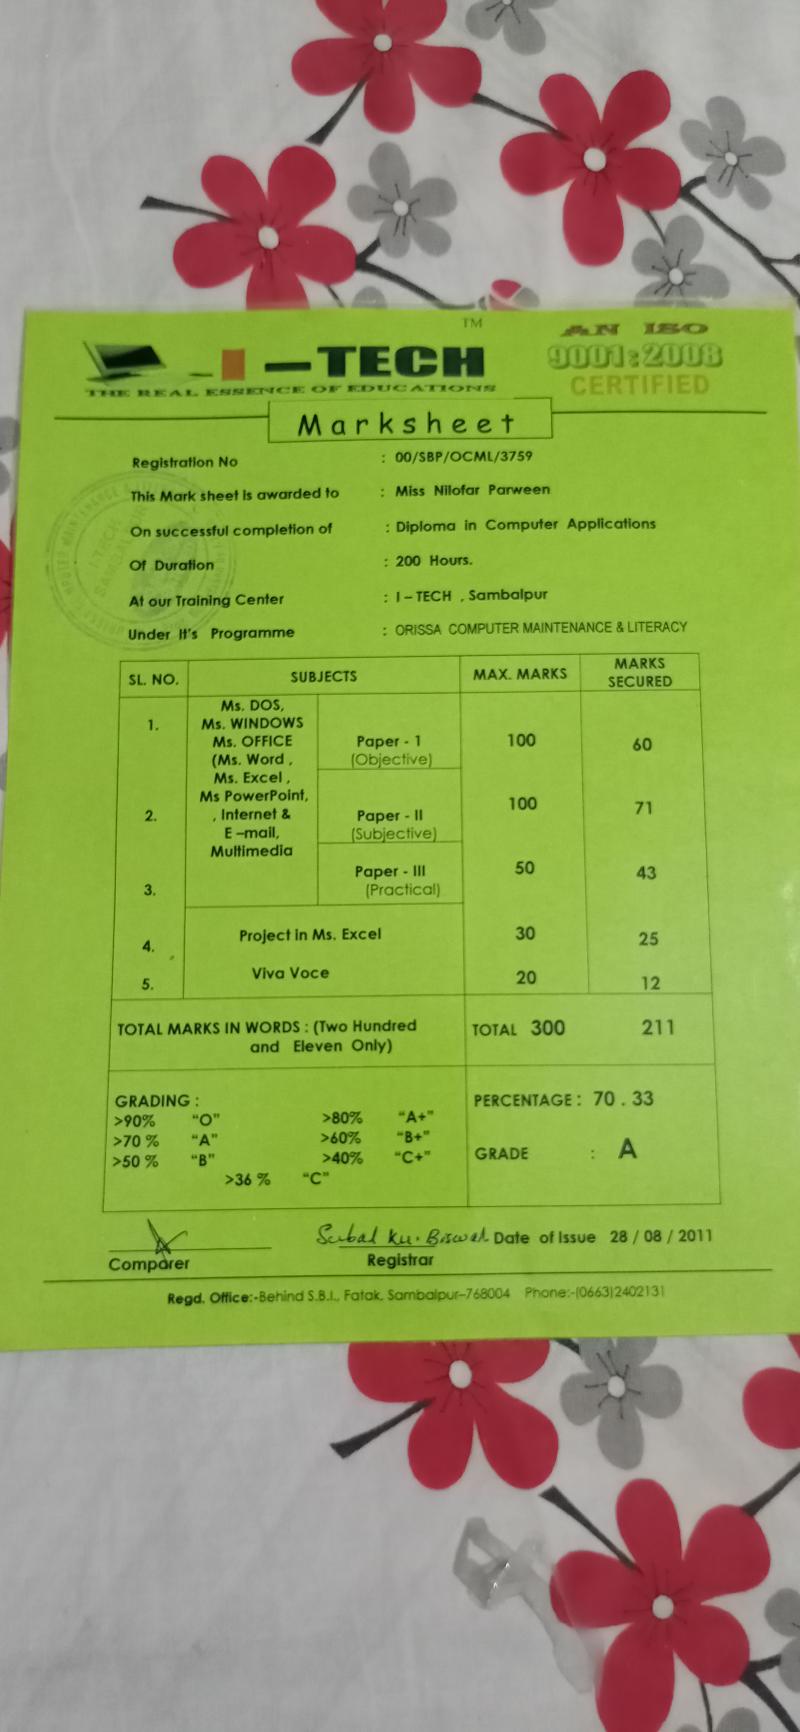 I-TECH TM
THE REAL ESSENCE OF EDUCATIONS
AN ISO
9001:2008
CERTIFIED
Marksheet
Registration No : 00/SBP/OCML/3759
This Mark sheet is awarded to : Miss Nilofar Parween
On successful completion of : Diploma in Computer Applications
Of Duration : 200 Hours.
At our Training Center : I – TECH , Sambalpur
Under It's Programme : ORISSA COMPUTER MAINTENANCE & LITERACY
SL. NO. SUBJECTS MAX. MARKS MARKS SECURED
Ms. DOS,
Ms. WINDOWS
Ms. OFFICE
(Ms. Word ,
Ms. Excel ,
Ms PowerPoint,
, Internet &
E –mail,
Multimedia
1. Paper - 1 (Objective) 100 60
2. Paper - II (Subjective) 100 71
3. Paper - III (Practical) 50 43
4. Project in Ms. Excel 30 25
5. Viva Voce 20 12
TOTAL MARKS IN WORDS : (Two Hundred
and Eleven Only)
TOTAL 300 211
GRADING :
>90% "O" >80% "A+"
>70 % "A" >60% "B+"
>50 % "B" >40% "C+"
>36 % "C"
PERCENTAGE : 70 . 33
GRADE : A
Subal Ku. Biswal Date of Issue 28 / 08 / 2011
Comparer Registrar
Regd. Office:-Behind S.B.I., Fatak, Sambalpur–768004 Phone:-(0663)2402131